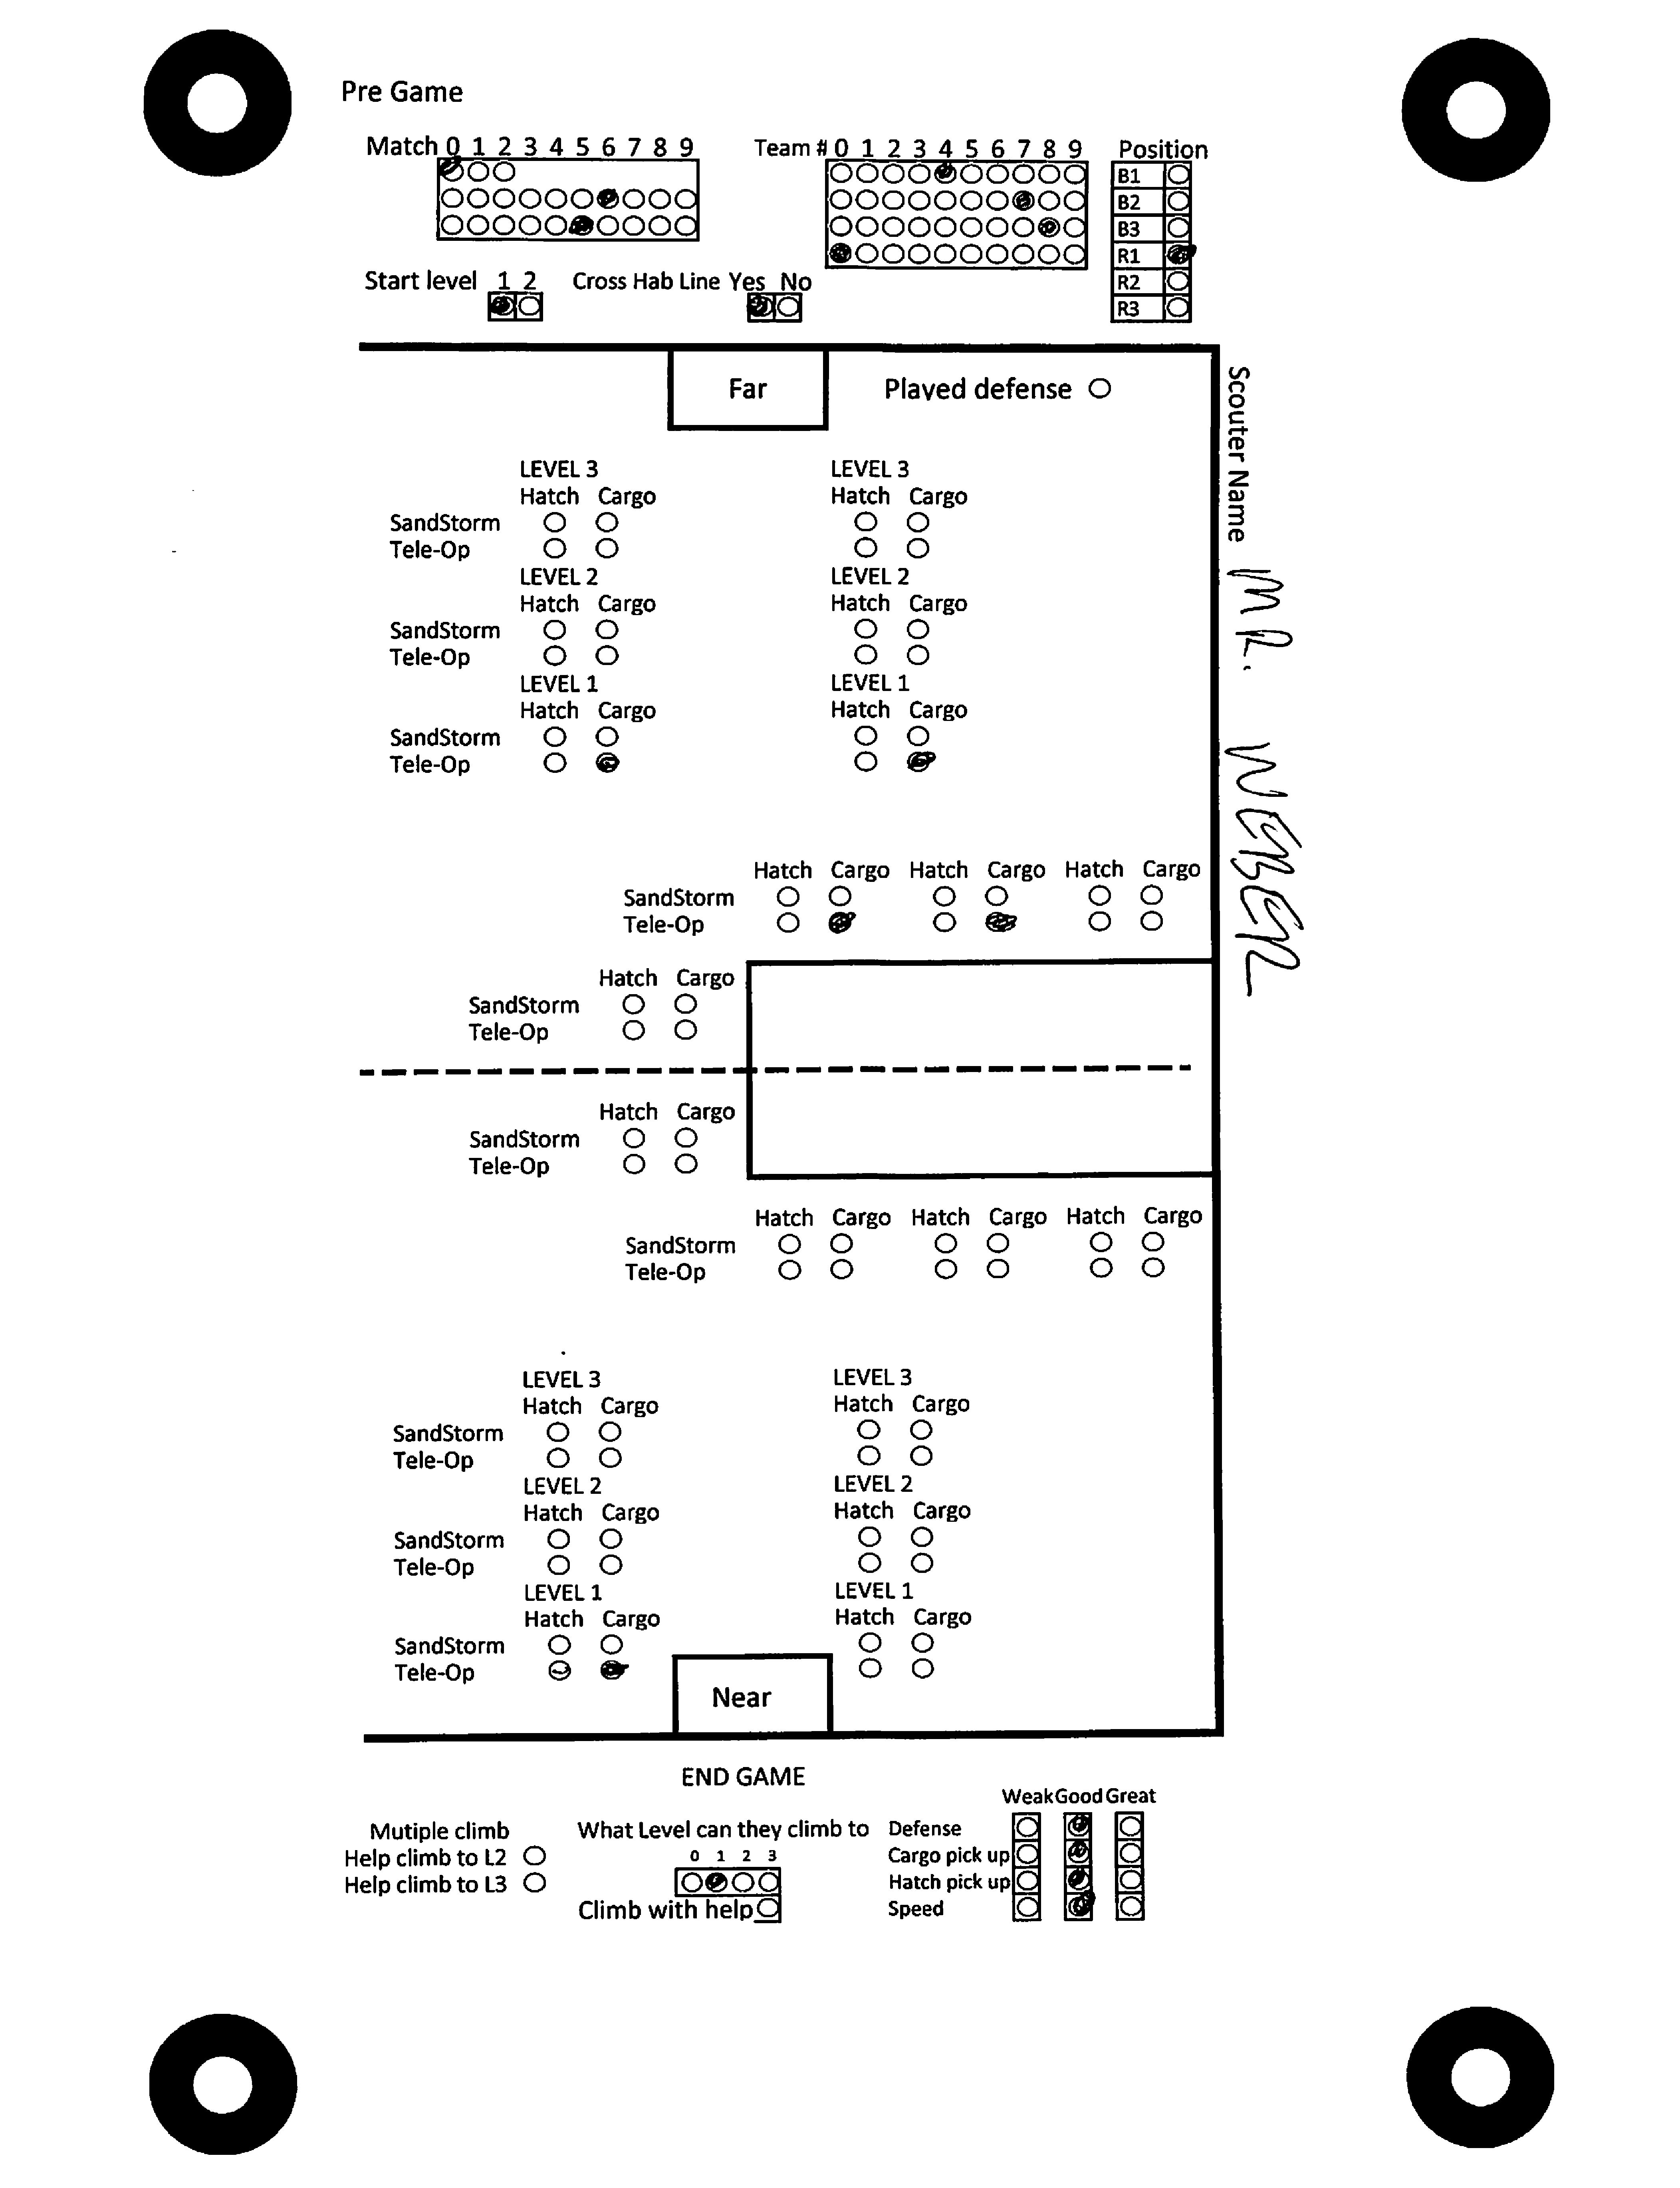 Pre Game
Match 0 1 2 3 4 5 6 7 8 9
Team # 0 1 2 3 4 5 6 7 8 9
Position
B1
B2
B3
R1
R2
R3
Start level 1 2
Cross Hab Line Yes No
Far
Played defense
Scouter Name MR. WEBER
LEVEL 3 LEVEL 3
Hatch Cargo Hatch Cargo
SandStorm
Tele-Op
LEVEL 2 LEVEL 2
Hatch Cargo Hatch Cargo
SandStorm
Tele-Op
LEVEL 1 LEVEL 1
Hatch Cargo Hatch Cargo
SandStorm
Tele-Op
Hatch Cargo Hatch Cargo Hatch Cargo
SandStorm
Tele-Op
Hatch Cargo
SandStorm
Tele-Op
Hatch Cargo
SandStorm
Tele-Op
Hatch Cargo Hatch Cargo Hatch Cargo
SandStorm
Tele-Op
LEVEL 3 LEVEL 3
Hatch Cargo Hatch Cargo
SandStorm
Tele-Op
LEVEL 2 LEVEL 2
Hatch Cargo Hatch Cargo
SandStorm
Tele-Op
LEVEL 1 LEVEL 1
Hatch Cargo Hatch Cargo
SandStorm
Tele-Op
Near
END GAME
Mutiple climb
Help climb to L2
Help climb to L3
What Level can they climb to
0 1 2 3
Climb with help
Weak Good Great
Defense
Cargo pick up
Hatch pick up
Speed